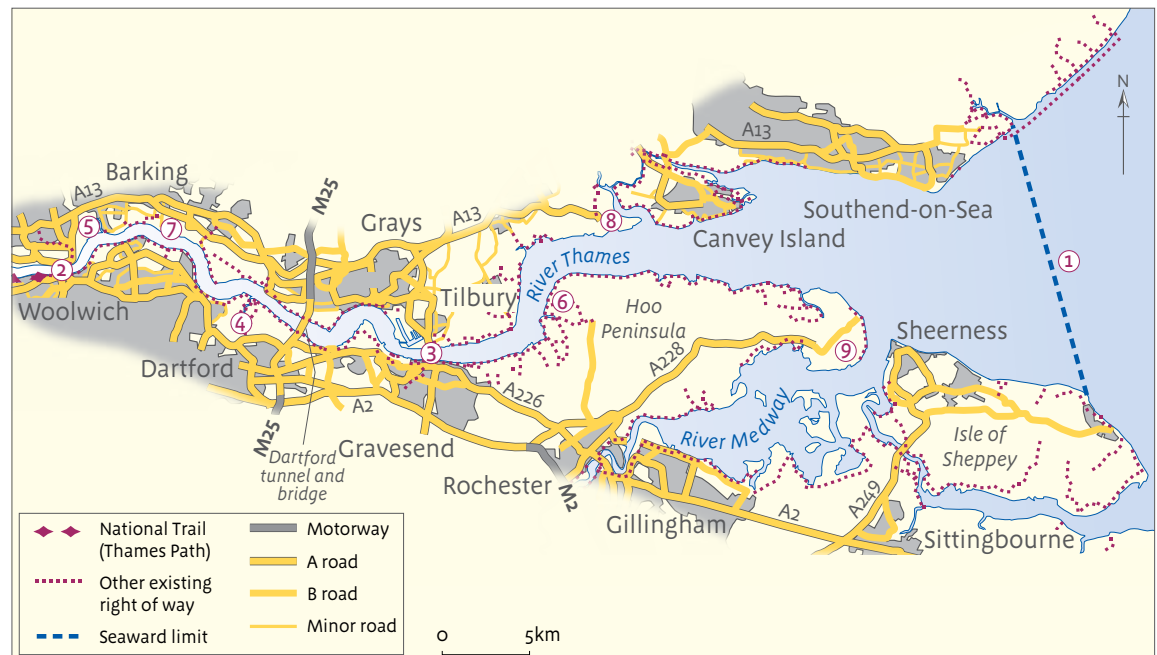 N
A13
Barking
A13
M25
Grays
A13
5
7
8
Southend-on-Sea
Canvey Island
1
2
River Thames
Woolwich
Tilbury
6
Hoo
Peninsula
4
Sheerness
3
9
Dartford
A228
A2
A226
M25
Gravesend
River Medway
Isle of
Sheppey
Dartford
tunnel and
bridge
Rochester
M2
A249
Gillingham
A2
Sittingbourne
National Trail
(Thames Path)
Other existing
right of way
Seaward limit
Motorway
A road
B road
Minor road
0 5km